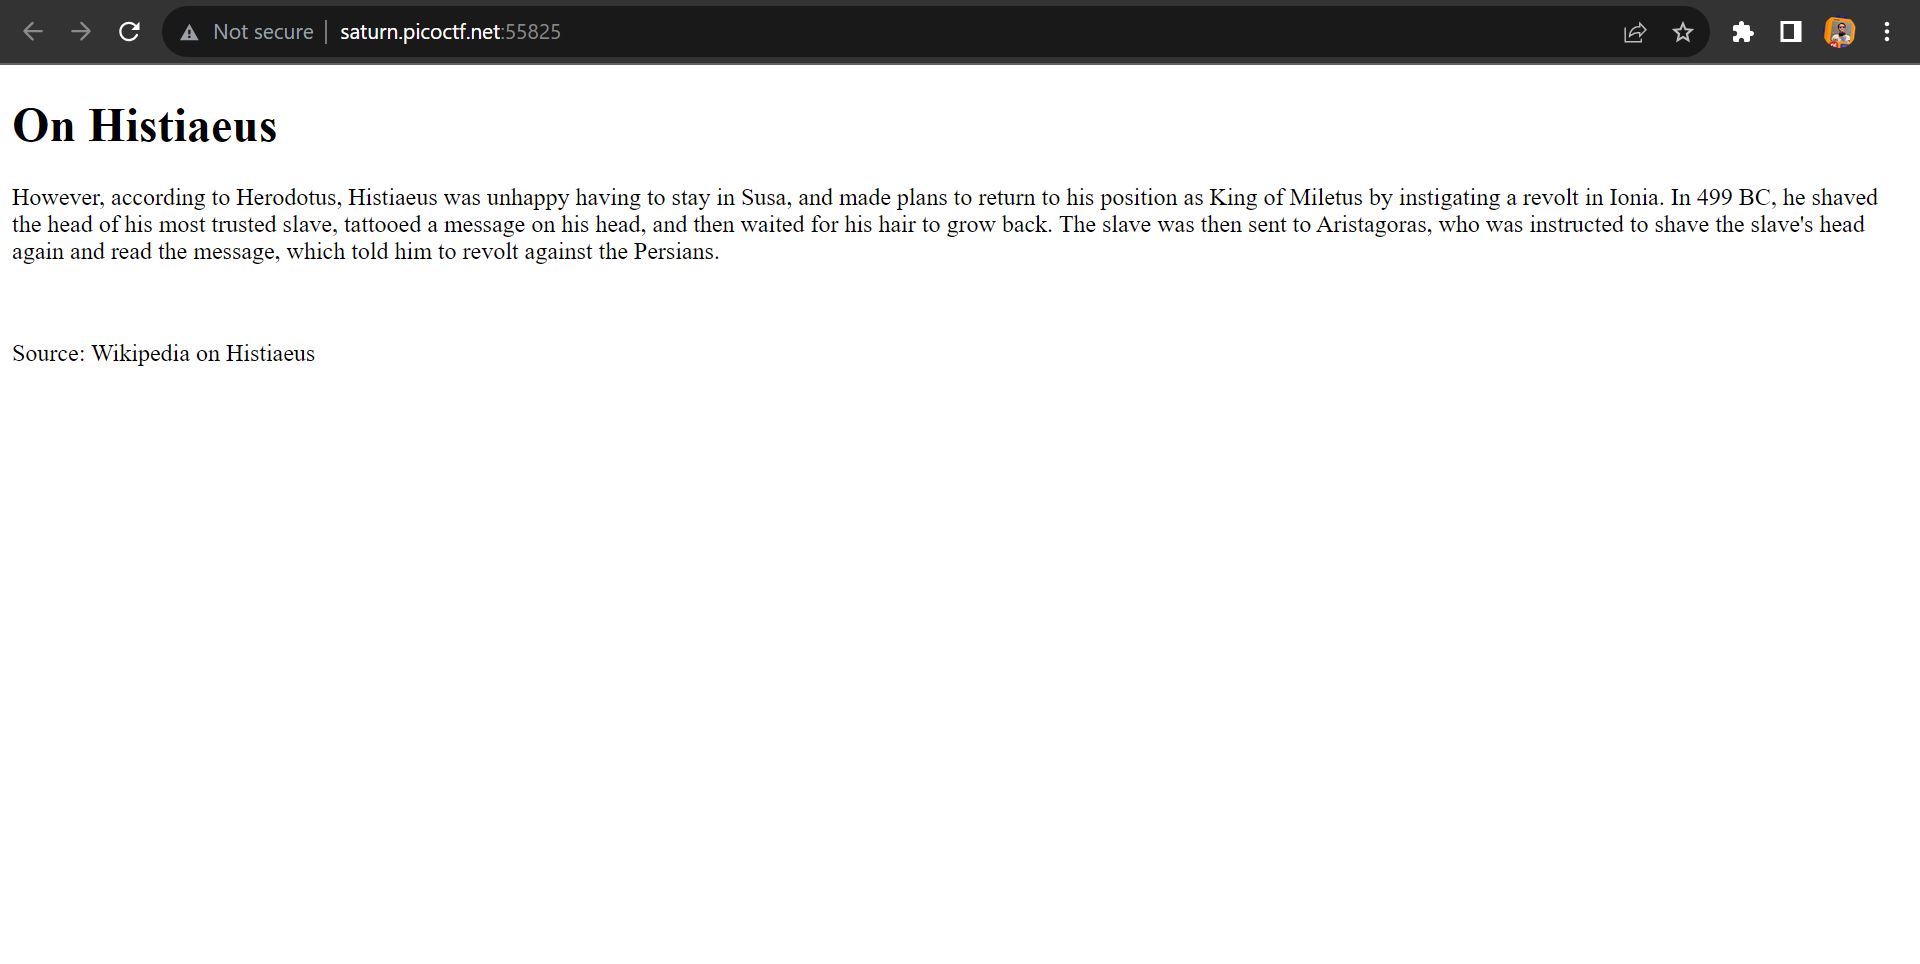 Not secure | saturn.picoctf.net:55825
On Histiaeus
However, according to Herodotus, Histiaeus was unhappy having to stay in Susa, and made plans to return to his position as King of Miletus by instigating a revolt in Ionia. In 499 BC, he shaved
the head of his most trusted slave, tattooed a message on his head, and then waited for his hair to grow back. The slave was then sent to Aristagoras, who was instructed to shave the slave's head
again and read the message, which told him to revolt against the Persians.
Source: Wikipedia on Histiaeus